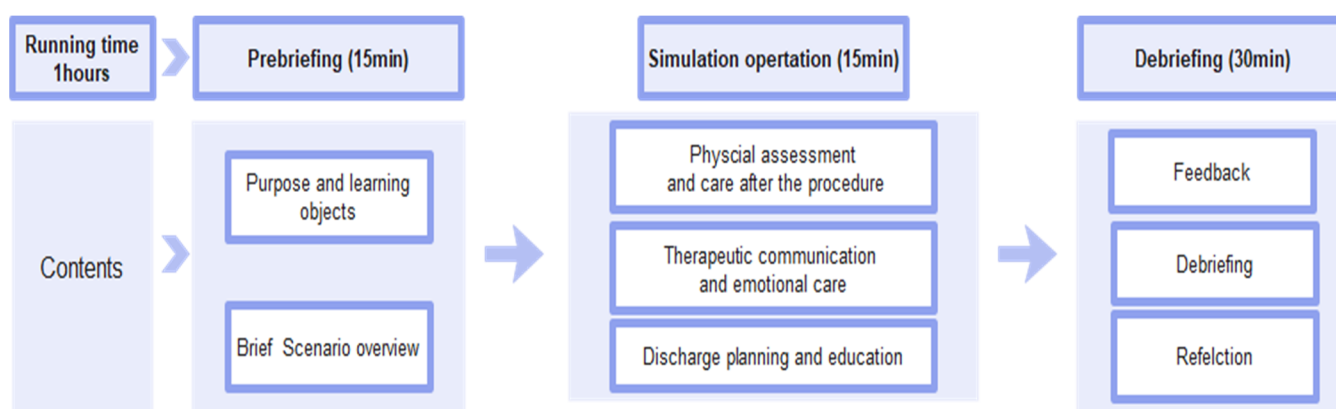 Running time
1hours
Prebriefing (15min)
Simulation opertation (15min)
Debriefing (30min)
Contents
Purpose and learning
objects
Brief Scenario overview
Physcial assessment
and care after the procedure
Therapeutic communication
and emotional care
Discharge planning and education
Feedback
Debriefing
Refelction